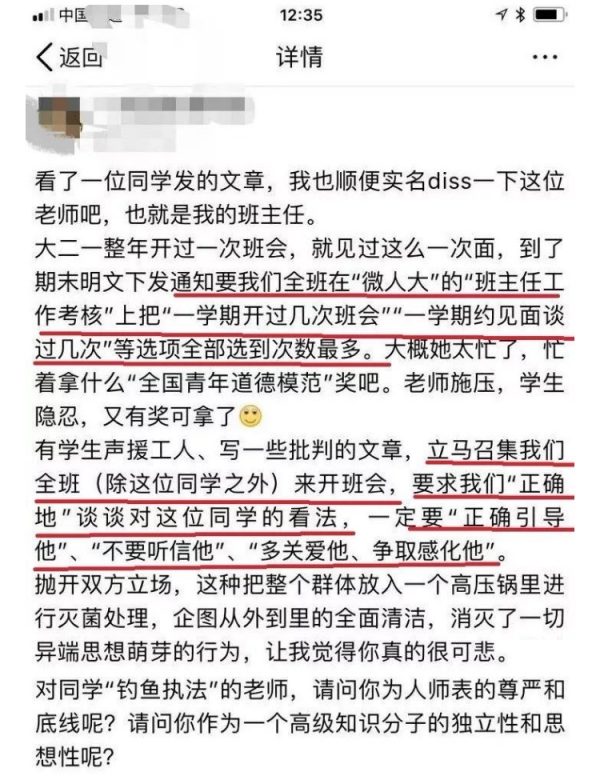 中国
12:35
返回
详情
看了一位同学发的文章，我也顺便实名diss一下这位
老师吧，也就是我的班主任。
大二一整年开过一次班会，就见过这么一次面，到了
期末明文下发通知要我们全班在“微人大”的“班主任工
作考核”上把“一学期开过几次班会”“一学期约见面谈
过几次”等选项全部选到次数最多。大概她太忙了，忙
着拿什么“全国青年道德模范”奖吧。老师施压，学生
隐忍，又有奖可拿了
有学生声援工人、写一些批判的文章，立马召集我们
全班（除这位同学之外）来开班会，要求我们“正确
地”谈谈对这位同学的看法，一定要“正确引导
他”、“不要听信他”、“多关爱他、争取感化他”。
抛开双方立场，这种把整个群体放入一个高压锅里进
行灭菌处理，企图从外到里的全面清洁，消灭了一切
异端思想萌芽的行为，让我觉得你真的很可悲。
对同学“钓鱼执法”的老师，请问你为人师表的尊严和
底线呢？请问你作为一个高级知识分子的独立性和思
想性呢？